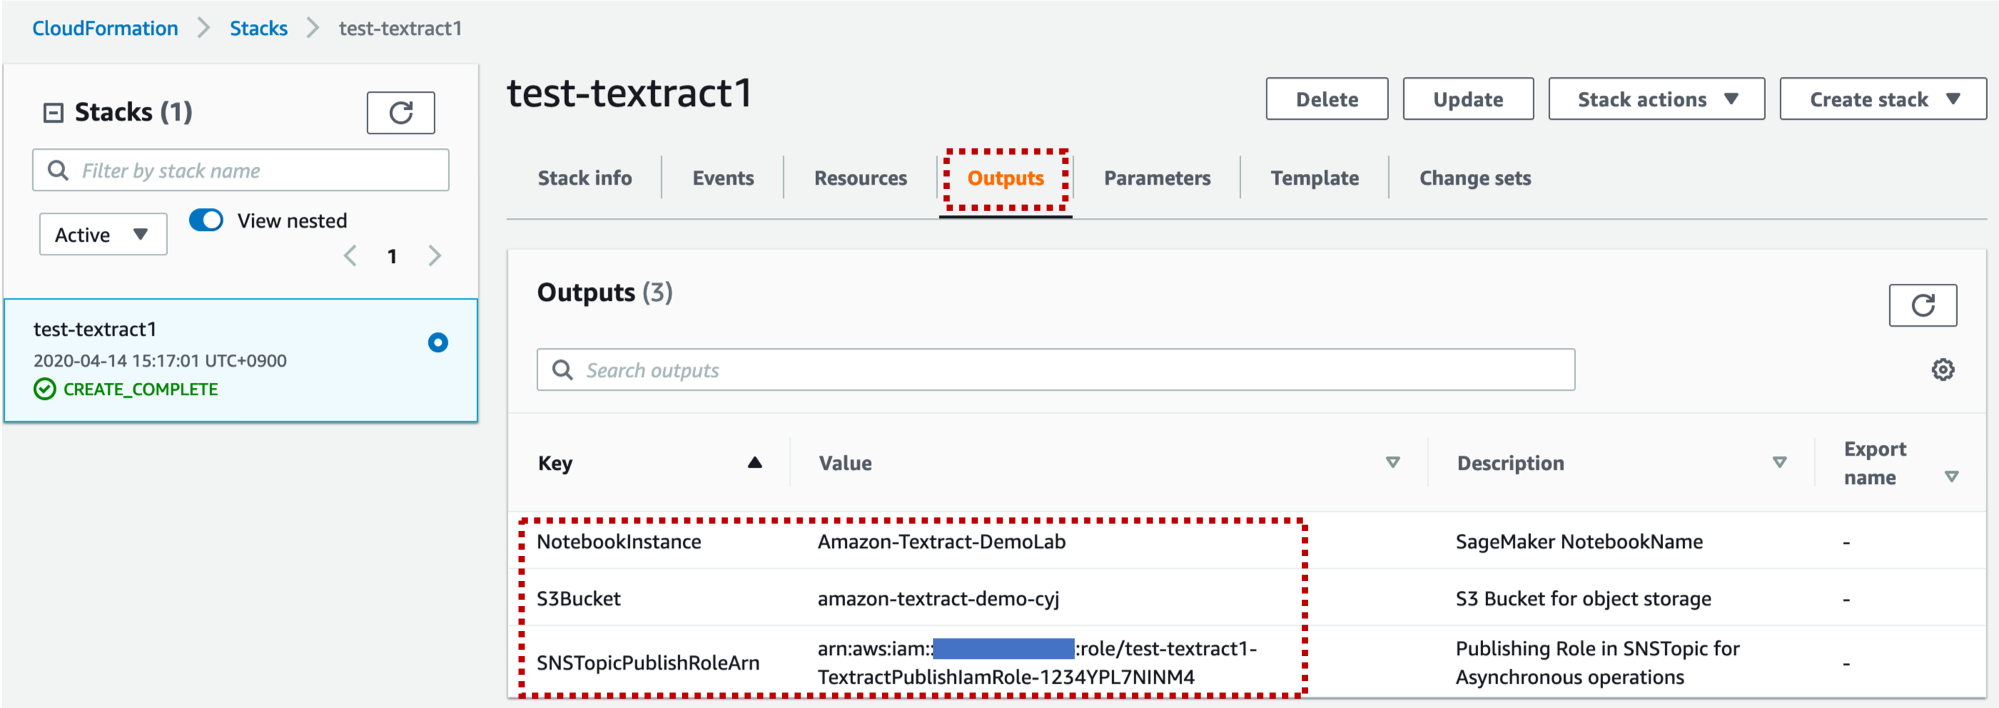 CloudFormation > Stacks > test-textract1
Stacks (1)
Filter by stack name
Active
View nested
1
test-textract1
2020-04-14 15:17:01 UTC+0900
CREATE_COMPLETE
test-textract1
Delete
Update
Stack actions
Create stack
Stack info
Events
Resources
Outputs
Parameters
Template
Change sets
Outputs (3)
Search outputs
Key
Value
Description
Export
name
NotebookInstance
Amazon-Textract-DemoLab
SageMaker NotebookName
-
S3Bucket
amazon-textract-demo-cyj
S3 Bucket for object storage
-
SNSTopicPublishRoleArn
arn:aws:iam:: :role/test-textract1-
TextractPublishIamRole-1234YPL7NINM4
Publishing Role in SNSTopic for
Asynchronous operations
-